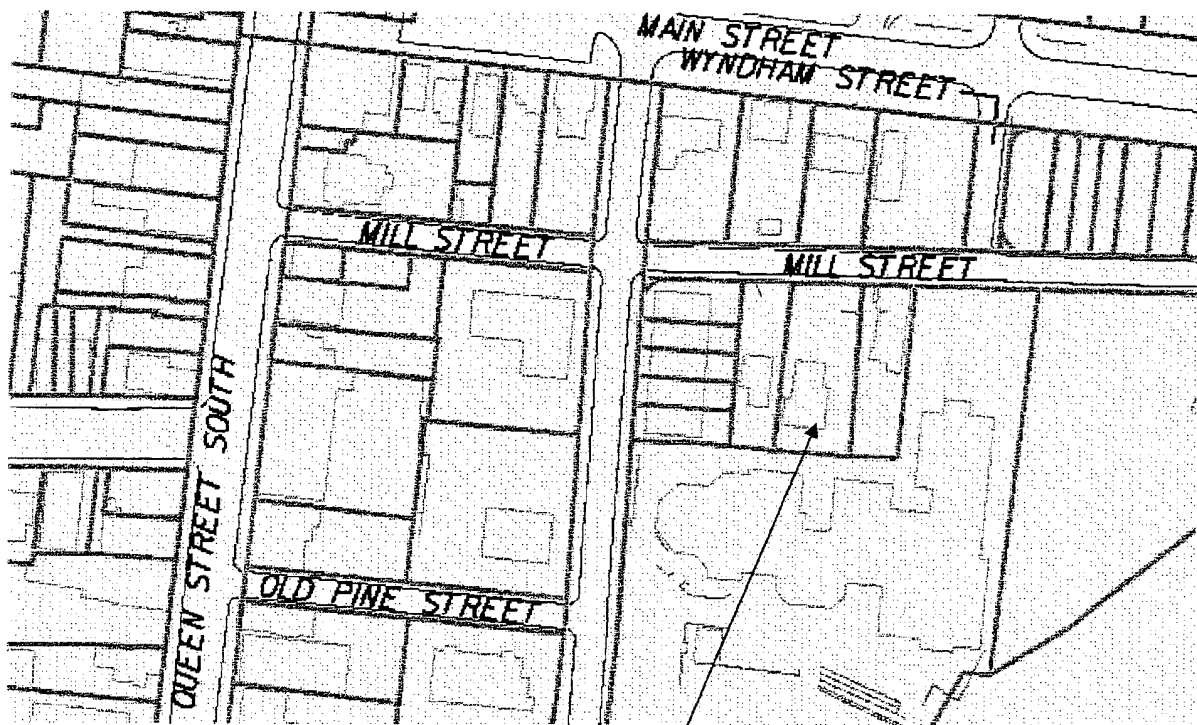 MAIN STREET
WYNDHAM STREET
MILL STREET
MILL STREET
QUEEN STREET SOUTH
OLD PINE STREET